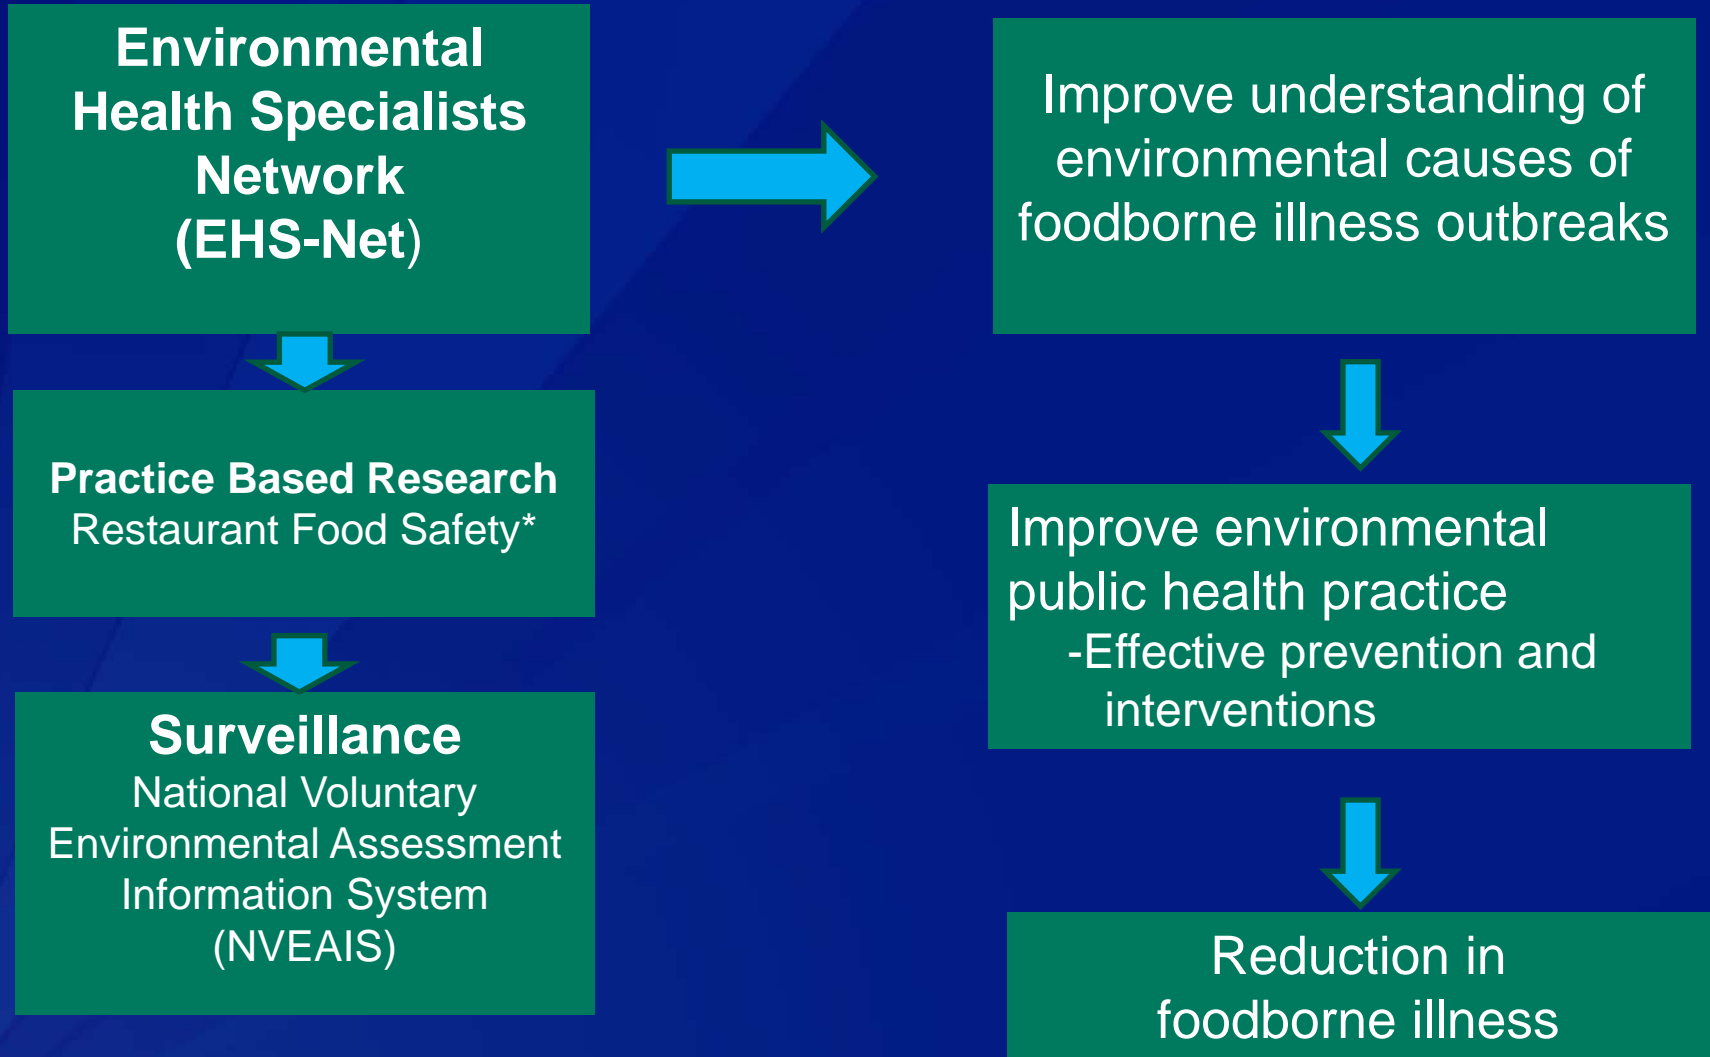 Environmental
Health Specialists
Network
(EHS-Net)
Practice Based Research
Restaurant Food Safety*
Surveillance
National Voluntary
Environmental Assessment
Information System
(NVEAIS)
Improve understanding of
environmental causes of
foodborne illness outbreaks
Improve environmental
public health practice
-Effective prevention and
interventions
Reduction in
foodborne illness